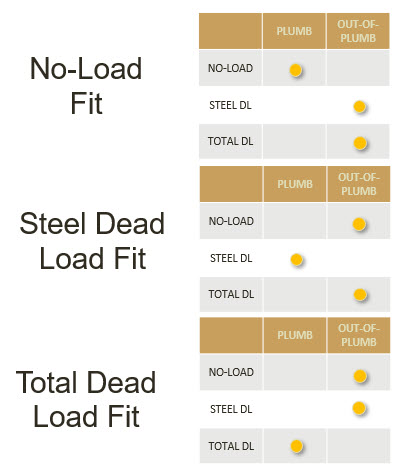 No-Load
Fit
PLUMB
OUT-OF-
PLUMB
NO-LOAD
STEEL DL
TOTAL DL
Steel Dead
Load Fit
PLUMB
OUT-OF-
PLUMB
NO-LOAD
STEEL DL
TOTAL DL
Total Dead
Load Fit
PLUMB
OUT-OF-
PLUMB
NO-LOAD
STEEL DL
TOTAL DL